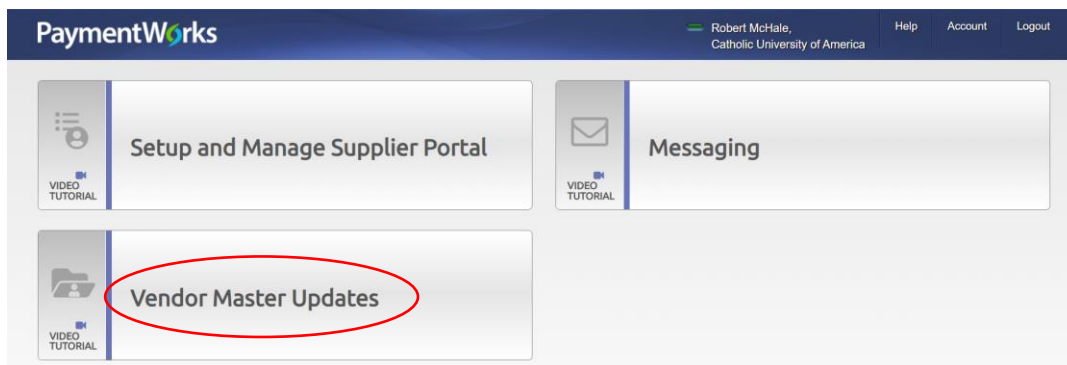 PaymentWorks
Robert McHale,
Catholic University of America
Help
Account
Logout
Setup and Manage Supplier Portal
VIDEO
TUTORIAL
Messaging
VIDEO
TUTORIAL
Vendor Master Updates
VIDEO
TUTORIAL